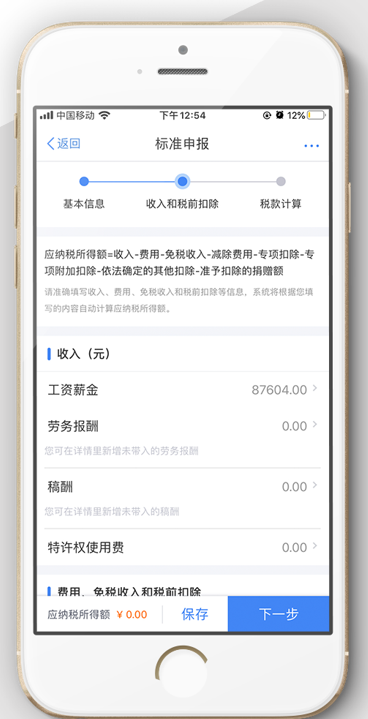 中国移动 下午12:54 12%
返回 标准申报 ...
基本信息 收入和税前扣除 税款计算
应纳税所得额=收入-费用-免税收入-减除费用-专项扣除-专
项附加扣除-依法确定的其他扣除-准予扣除的捐赠额
请准确填写收入、费用、免税收入和税前扣除等信息,系统将根据您填
写的内容自动计算应纳税所得额。
收入(元)
工资薪金 87604.00
劳务报酬 0.00
您可在详情里新增未带入的劳务报酬
稿酬 0.00
您可在详情里新增未带入的稿酬
特许权使用费 0.00
费用、免税收入和税前扣除
应纳税所得额 ¥ 0.00 保存 下一步